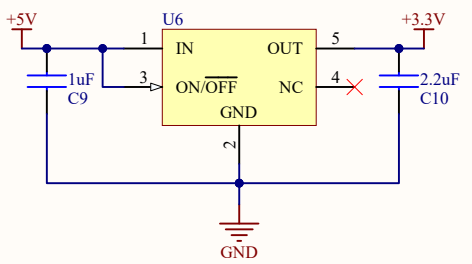 +5V
U6
+3.3V
1
IN
OUT
5
1uF
C9
3
ON/OFF
NC
4
2.2uF
C10
GND
2
GND